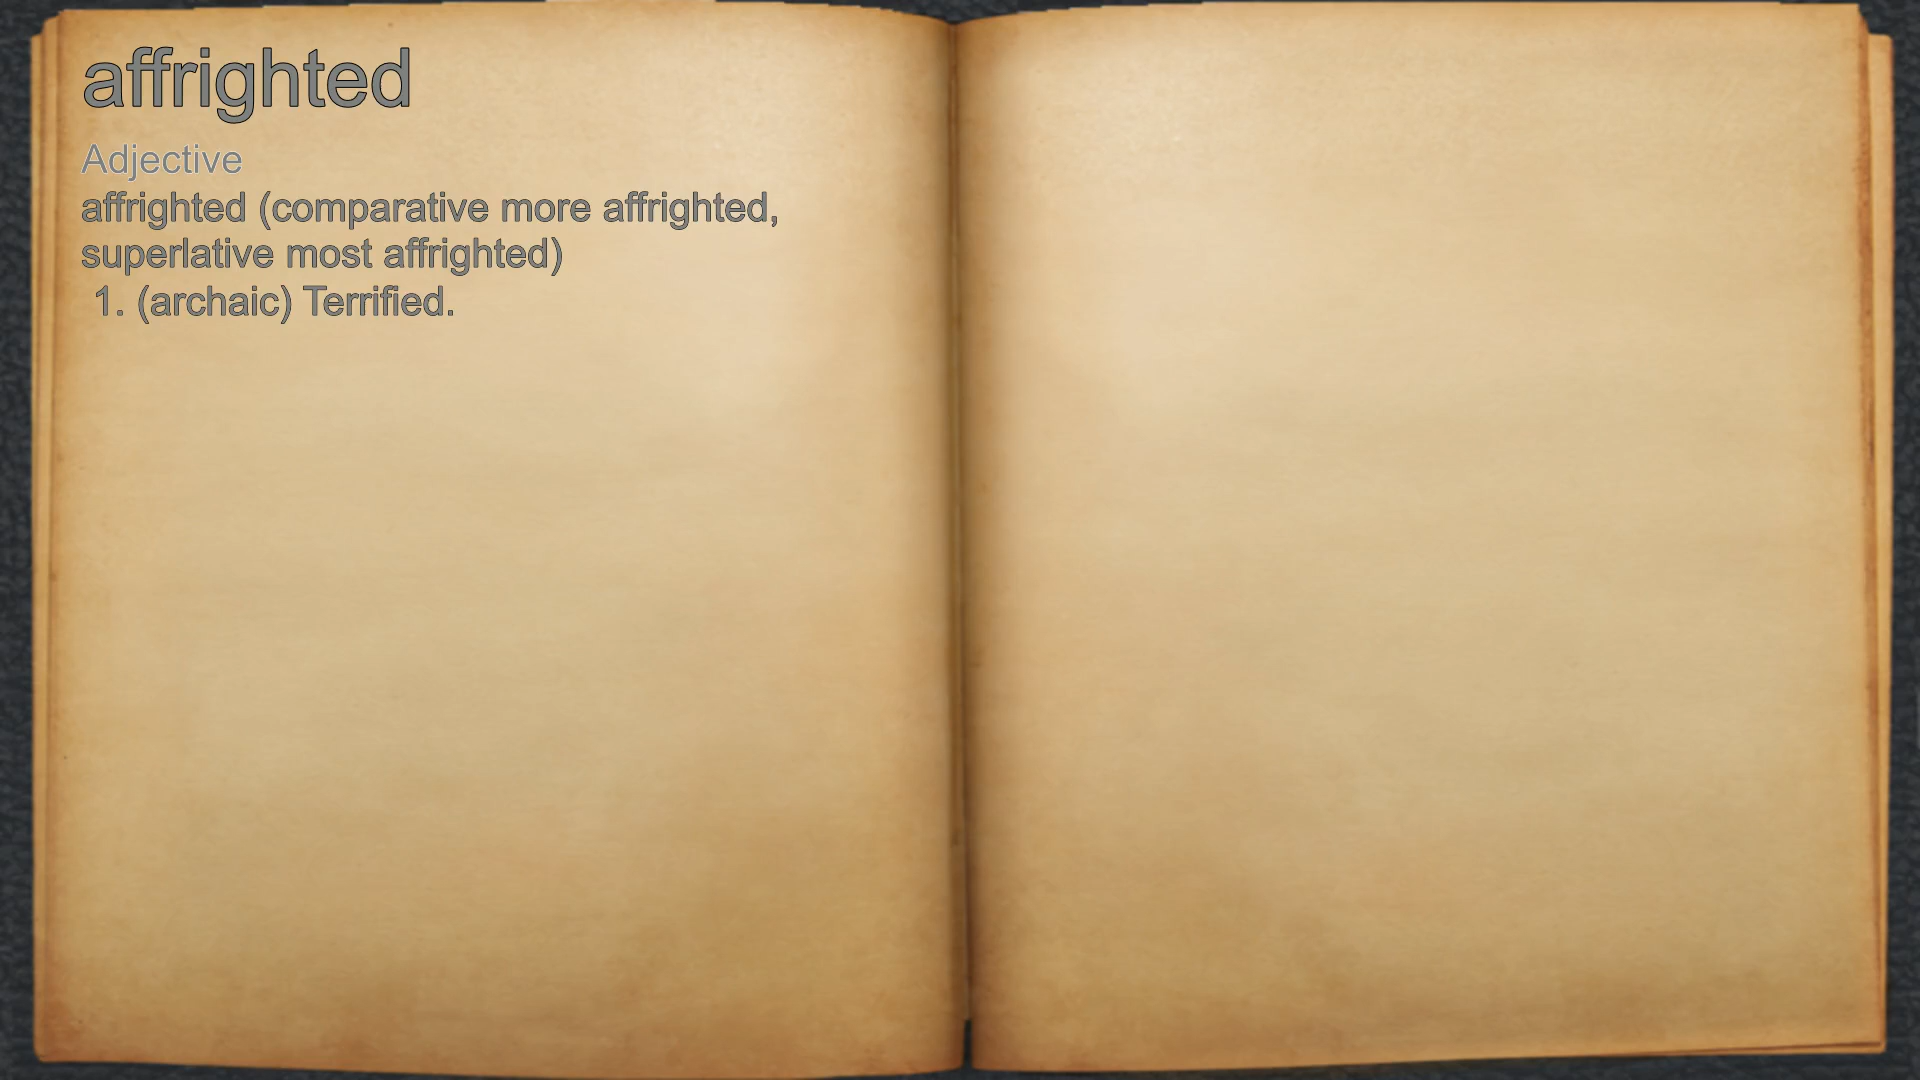 affrighted
Adjective
affrighted (comparative more affrighted,
superlative most affrighted)
1. (archaic) Terrified.